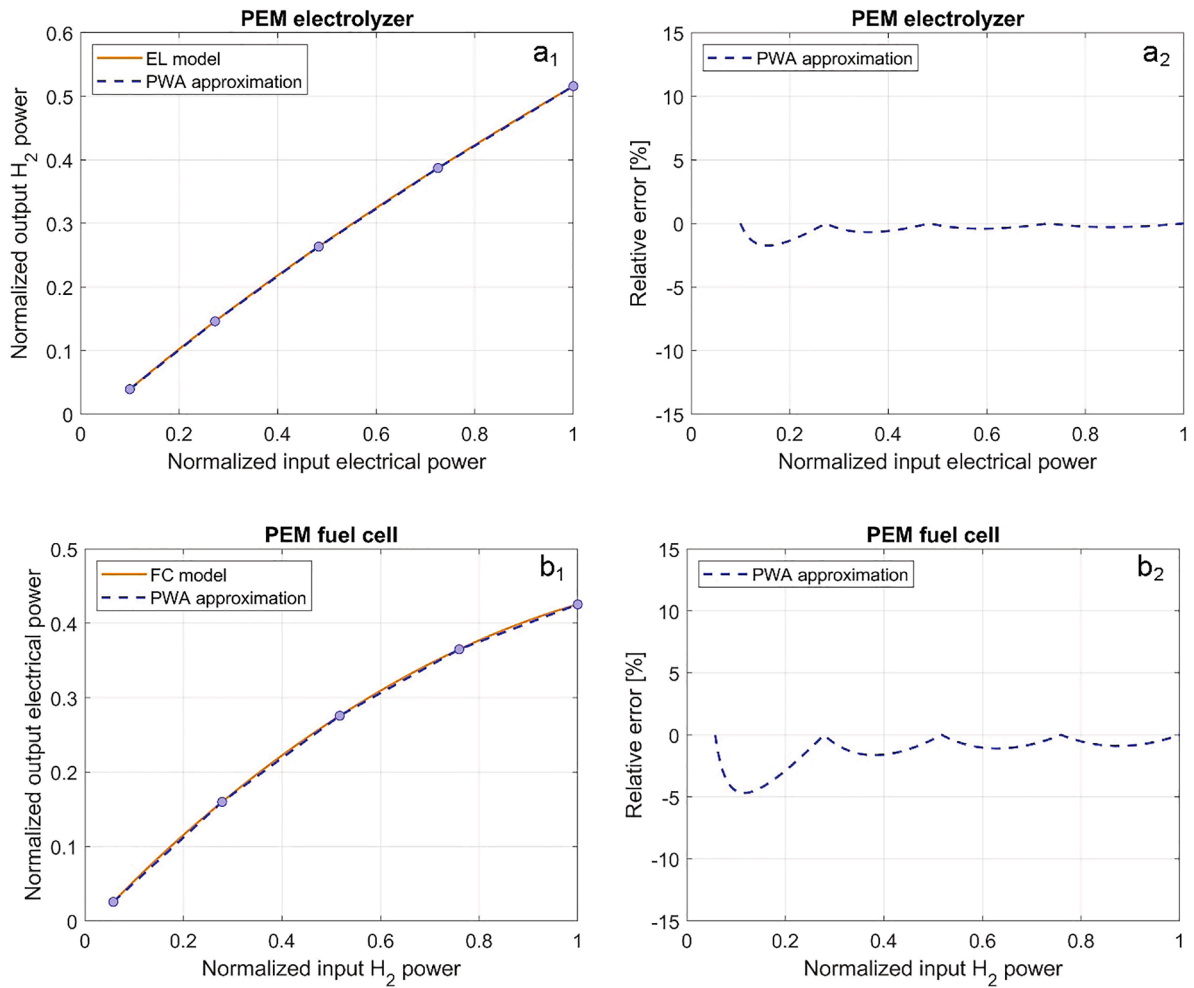 PEM electrolyzer
0.6
0.5
0.4
0.3
0.2
0.1
0
Normalized output H2 power
EL model
PWA approximation
a1
0 0.2 0.4 0.6 0.8 1
Normalized input electrical power
PEM electrolyzer
15
10
5
0
-5
-10
-15
Relative error [%]
PWA approximation
a2
0 0.2 0.4 0.6 0.8 1
Normalized input electrical power
PEM fuel cell
0.5
0.4
0.3
0.2
0.1
0
Normalized output electrical power
FC model
PWA approximation
b1
0 0.2 0.4 0.6 0.8 1
Normalized input H2 power
PEM fuel cell
15
10
5
0
-5
-10
-15
Relative error [%]
PWA approximation
b2
0 0.2 0.4 0.6 0.8 1
Normalized input H2 power